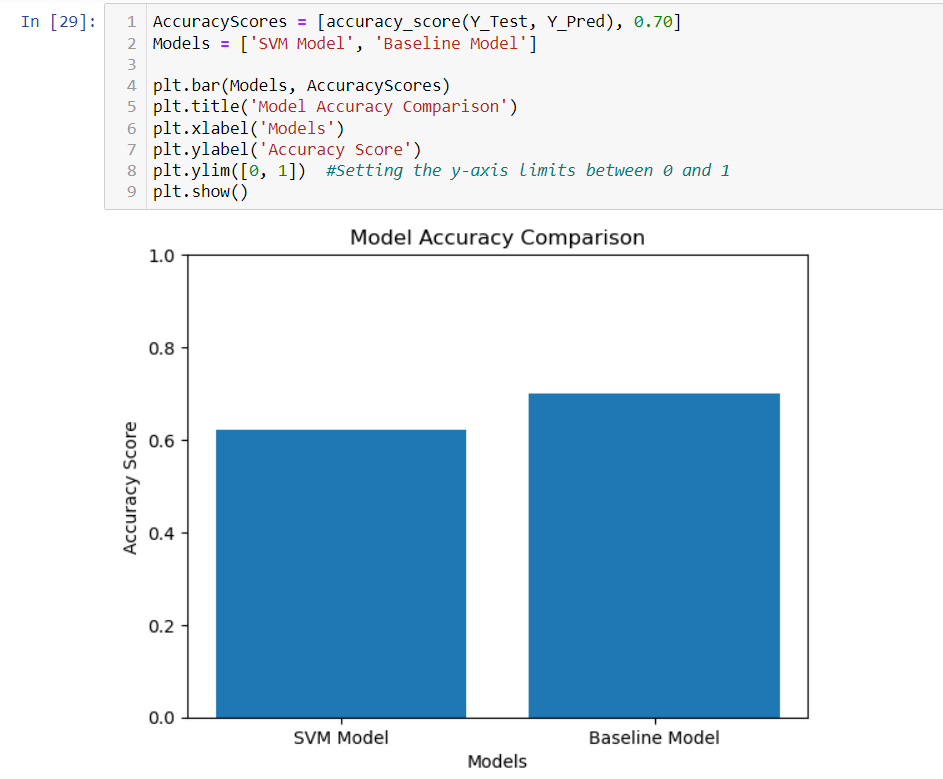 In [29]:
1 AccuracyScores = [accuracy_score(Y_Test, Y_Pred), 0.70]
2 Models = ['SVM Model', 'Baseline Model']
3
4 plt.bar(Models, AccuracyScores)
5 plt.title('Model Accuracy Comparison')
6 plt.xlabel('Models')
7 plt.ylabel('Accuracy Score')
8 plt.ylim([0, 1])  #Setting the y-axis limits between 0 and 1
9 plt.show()
Model Accuracy Comparison
1.0
0.8
0.6
0.4
0.2
0.0
Accuracy Score
SVM Model Baseline Model
Models